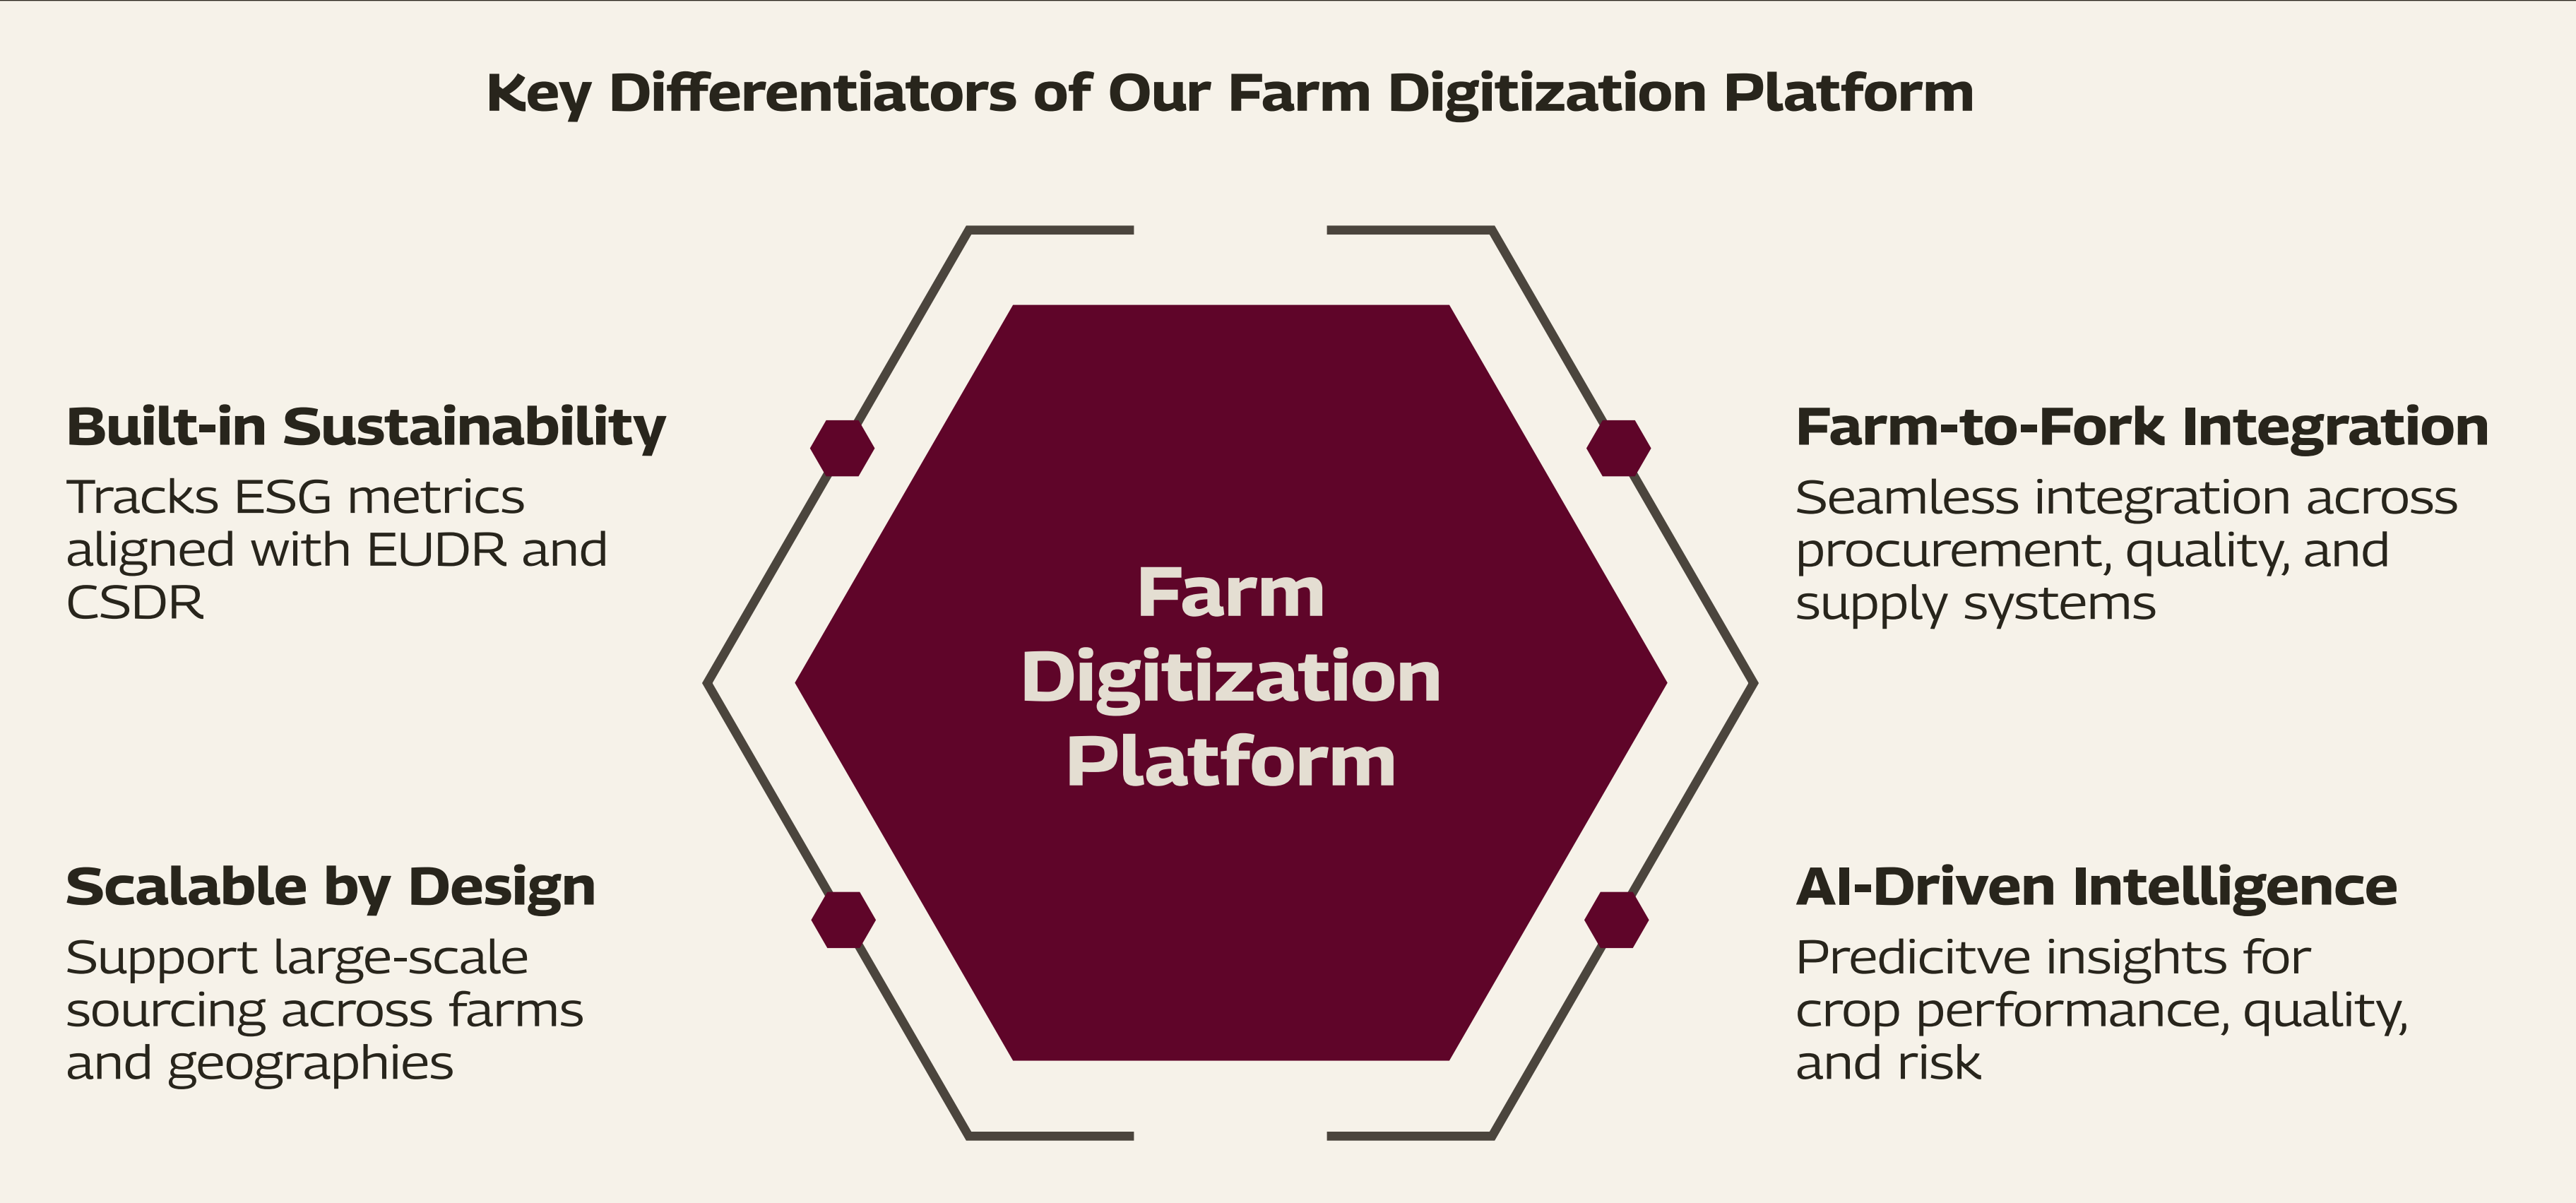 Key Differentiators of Our Farm Digitization Platform
Built-in Sustainability
Tracks ESG metrics
aligned with EUDR and
CSDR
Farm-to-Fork Integration
Seamless integration across
procurement, quality, and
supply systems
Farm
Digitization
Platform
Scalable by Design
Support large-scale
sourcing across farms
and geographies
AI-Driven Intelligence
Predicitve insights for
crop performance, quality,
and risk